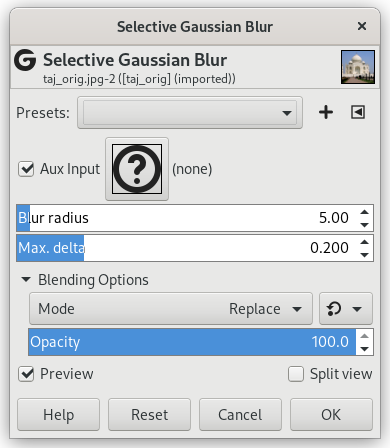 Selective Gaussian Blur
Selective Gaussian Blur
taj_orig.jpg-2 ([taj_orig] (imported))
Presets:
Aux Input (none)
Blur radius 5.00
Max. delta 0.200
Blending Options
Mode Replace
Opacity 100.0
Preview Split view
Help Reset Cancel OK